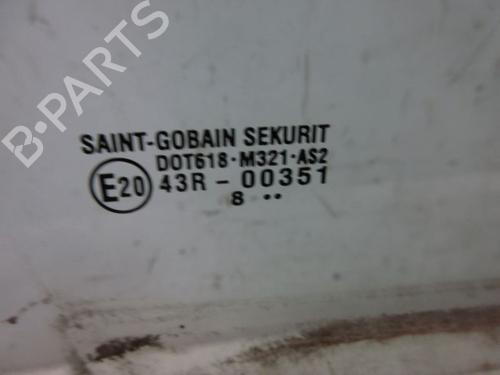 B-PARTS
SAINT-GOBAIN SEKURIT
DOT618·M321·AS2
E20 43R - 00351
8 ••